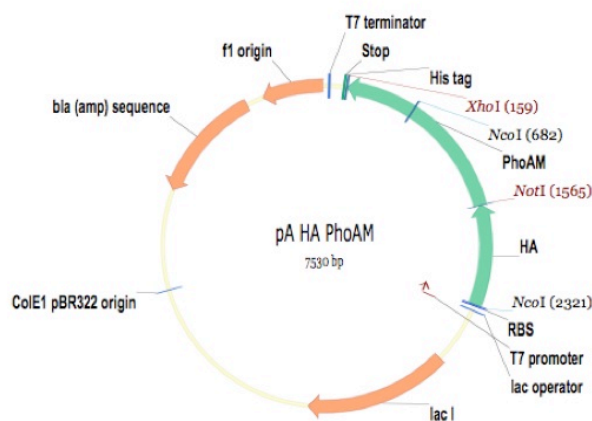 T7 terminator
Stop
f1 origin
His tag
XhoI (159)
bla (amp) sequence
NcoI (682)
PhoAM
NotI (1565)
pA HA PhoAM
7530 bp
HA
ColE1 pBR322 origin
NcoI (2321)
RBS
T7 promoter
lac operator
lac I